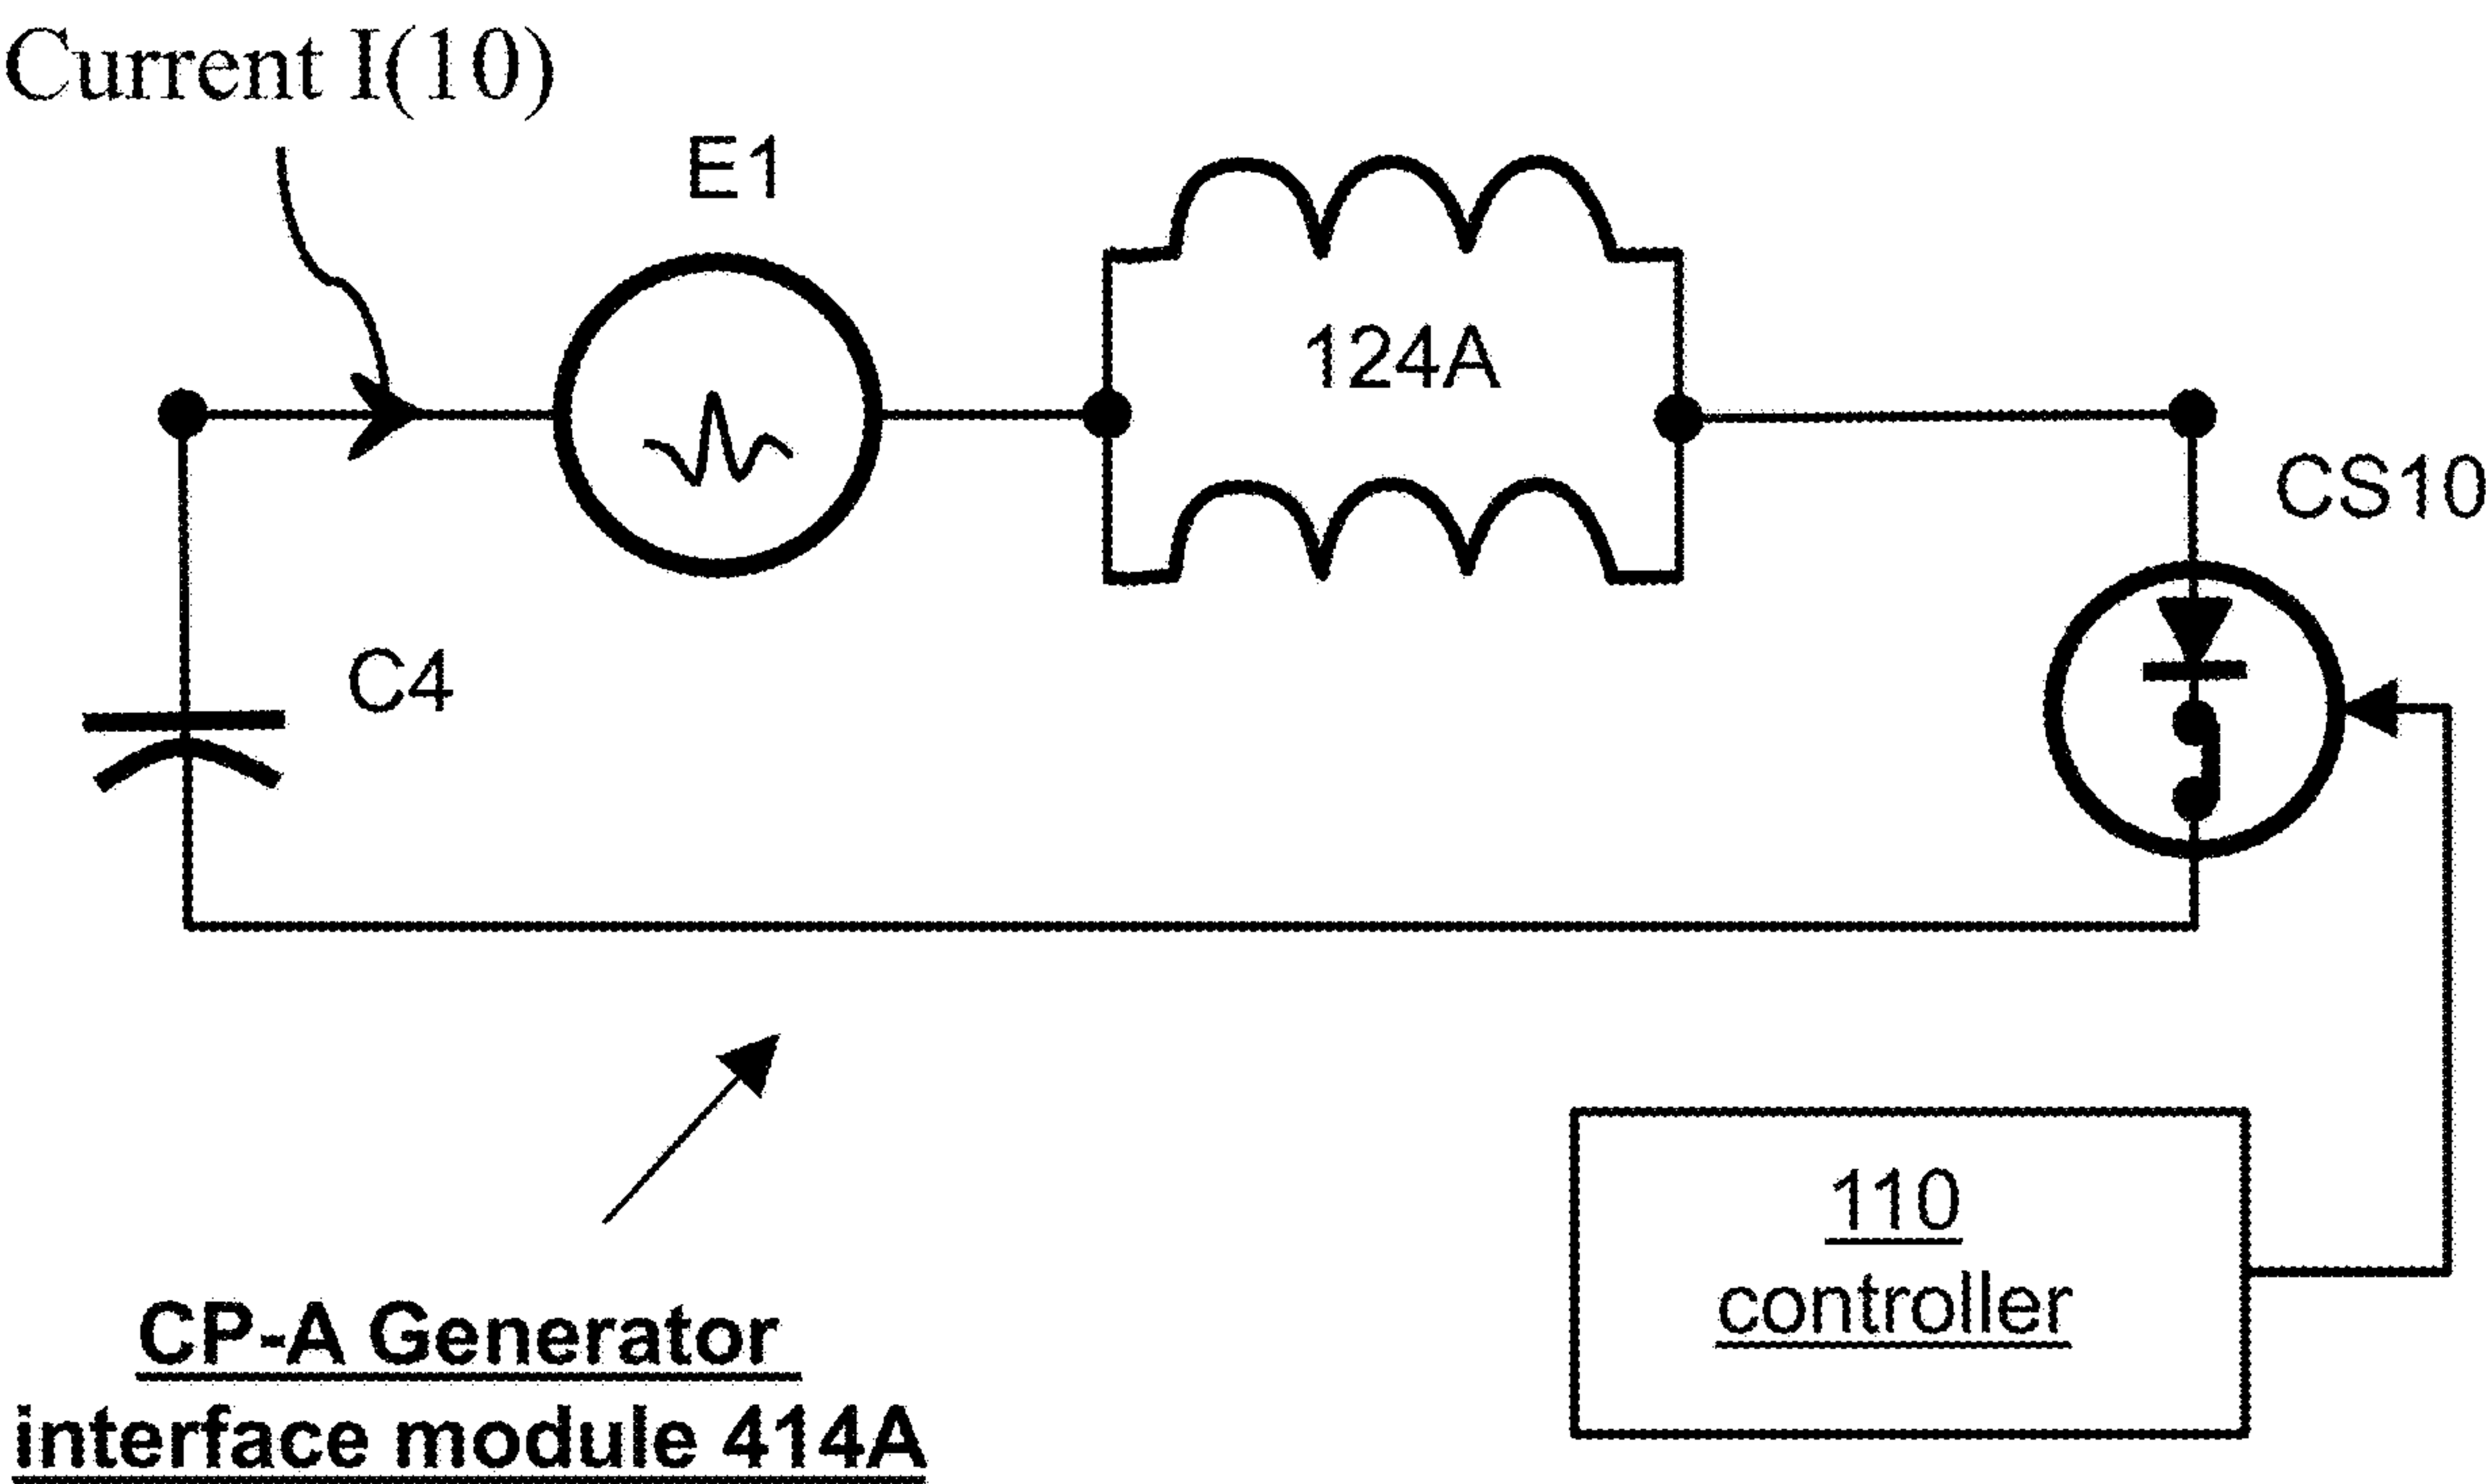 Current I(10)
E1
124A
CS10
C4
110
controller
CP-A Generator
interface module 414A